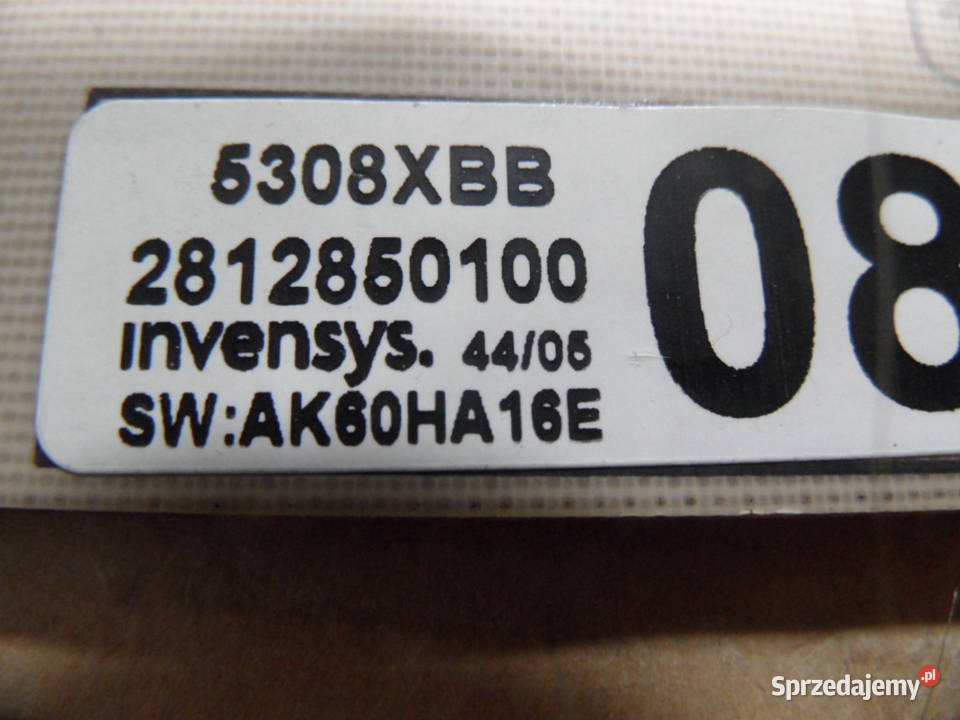 5308XBB
2812850100
invensys. 44/05
SW:AK60HA16E
08
Sprzedajemy.pl